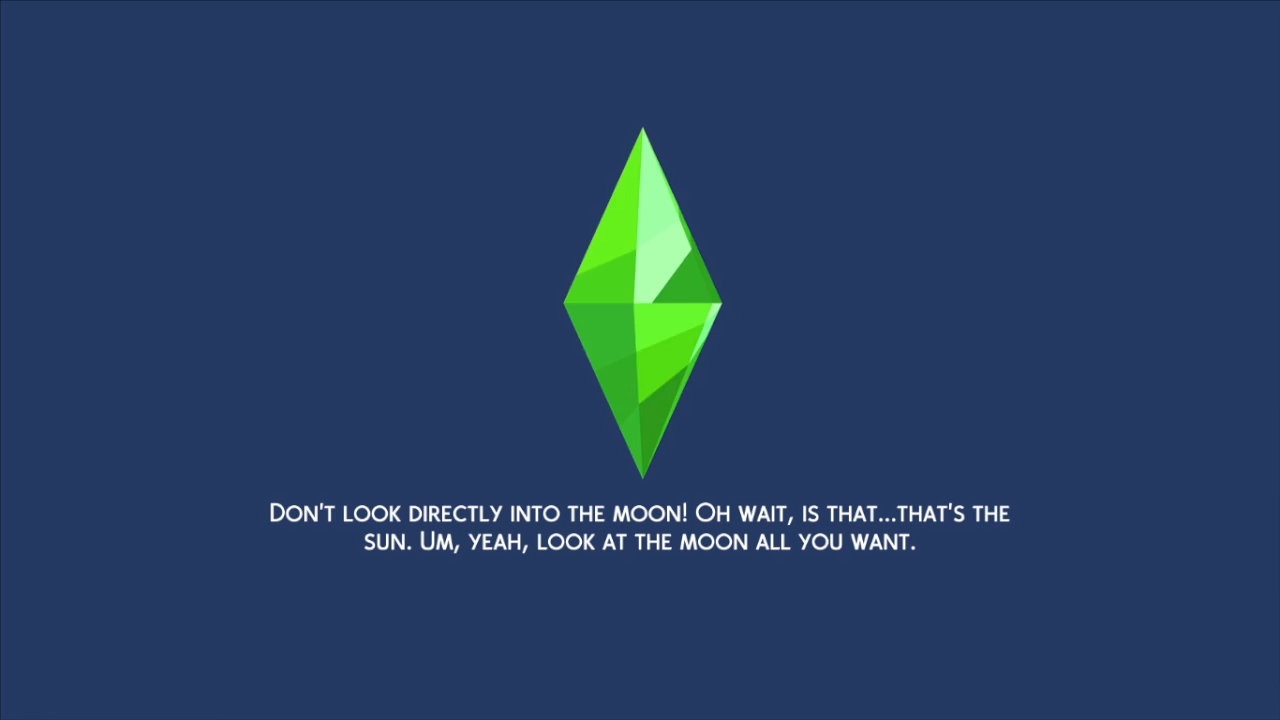 Don't look directly into the moon! Oh wait, is that...that's the
sun. Um, yeah, look at the moon all you want.